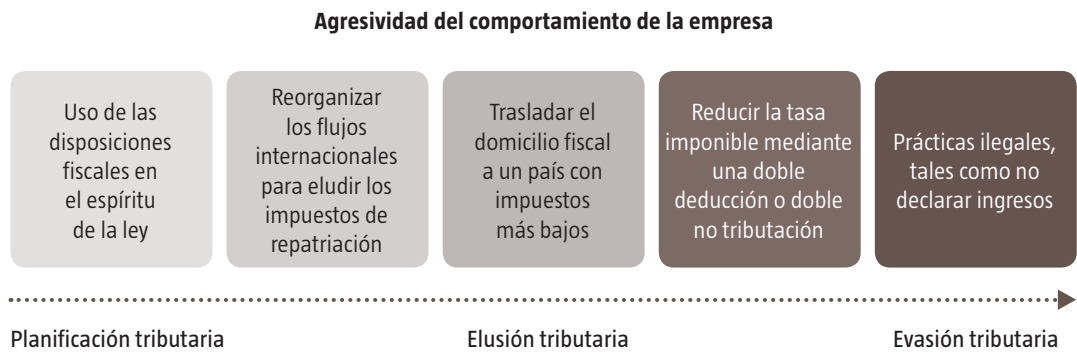 Agresividad del comportamiento de la empresa
Uso de las
disposiciones
fiscales en
el espíritu
de la ley
Reorganizar
los flujos
internacionales
para eludir los
impuestos de
repatriación
Trasladar el
domicilio fiscal
a un país con
impuestos
más bajos
Reducir la tasa
imponible mediante
una doble
deducción o doble
no tributación
Prácticas ilegales,
tales como no
declarar ingresos
Planificación tributaria
Elusión tributaria
Evasión tributaria